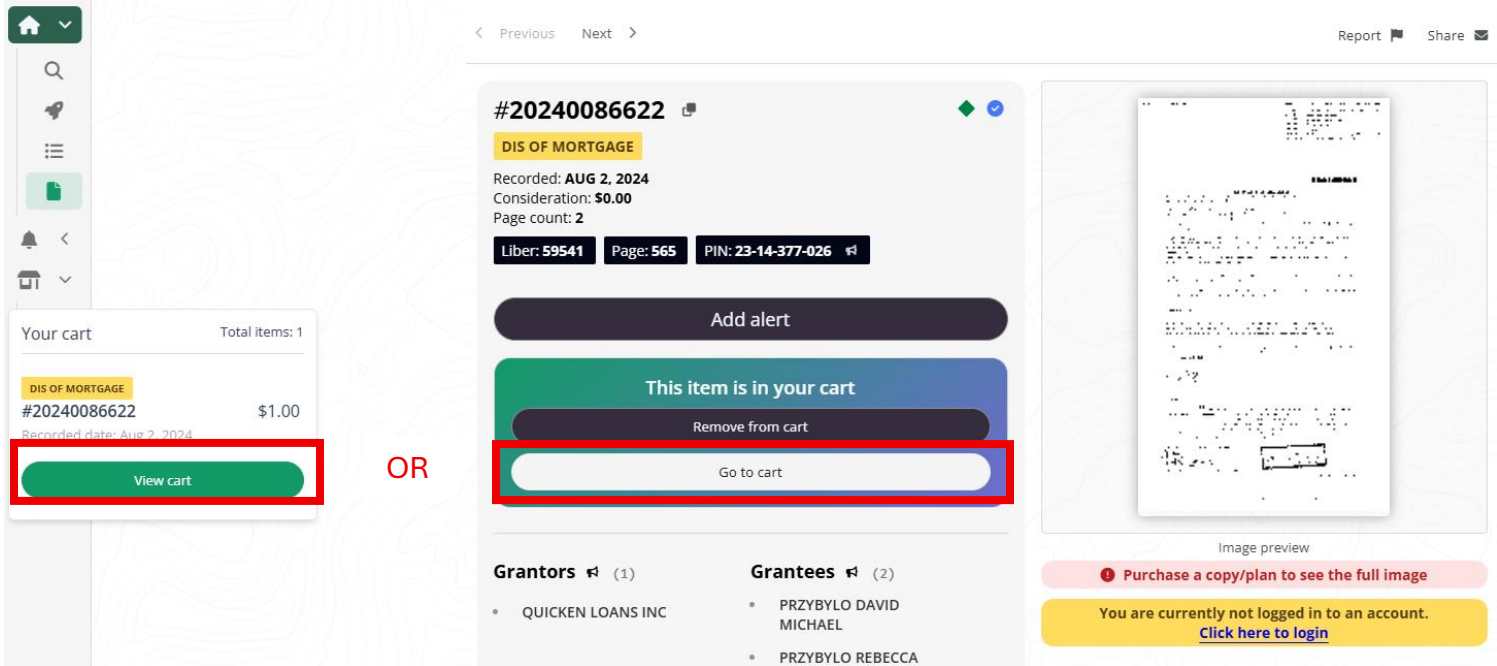 Previous Next
Report Share
#20240086622
DIS OF MORTGAGE
Recorded: AUG 2, 2024
Consideration: $0.00
Page count: 2
Liber: 59541 Page: 565 PIN: 23-14-377-026
Add alert
This item is in your cart
Remove from cart
Go to cart
Grantors (1)
QUICKEN LOANS INC
Grantees (2)
PRZYBYLO DAVID
MICHAEL
PRZYBYLO REBECCA
Your cart Total items: 1
DIS OF MORTGAGE
#20240086622 $1.00
Recorded date: Aug 2, 2024
View cart
OR
Image preview
Purchase a copy/plan to see the full image
You are currently not logged in to an account.
Click here to login